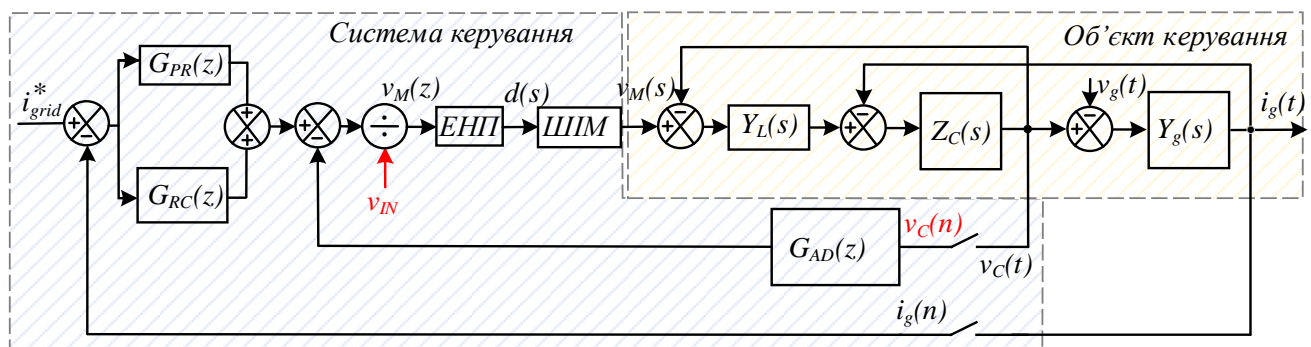 Система керування
Об’єкт керування
i*grid
+
−
GPR(z)
GRC(z)
+
+
+
−
vM(z)
÷
vIN
ЕНП
d(s)
ШІМ
vM(s)
+
−
YL(s)
+
−
ZC(s)
vg(t)
+
−
Yg(s)
ig(t)
GAD(z)
vC(n)
vC(t)
ig(n)